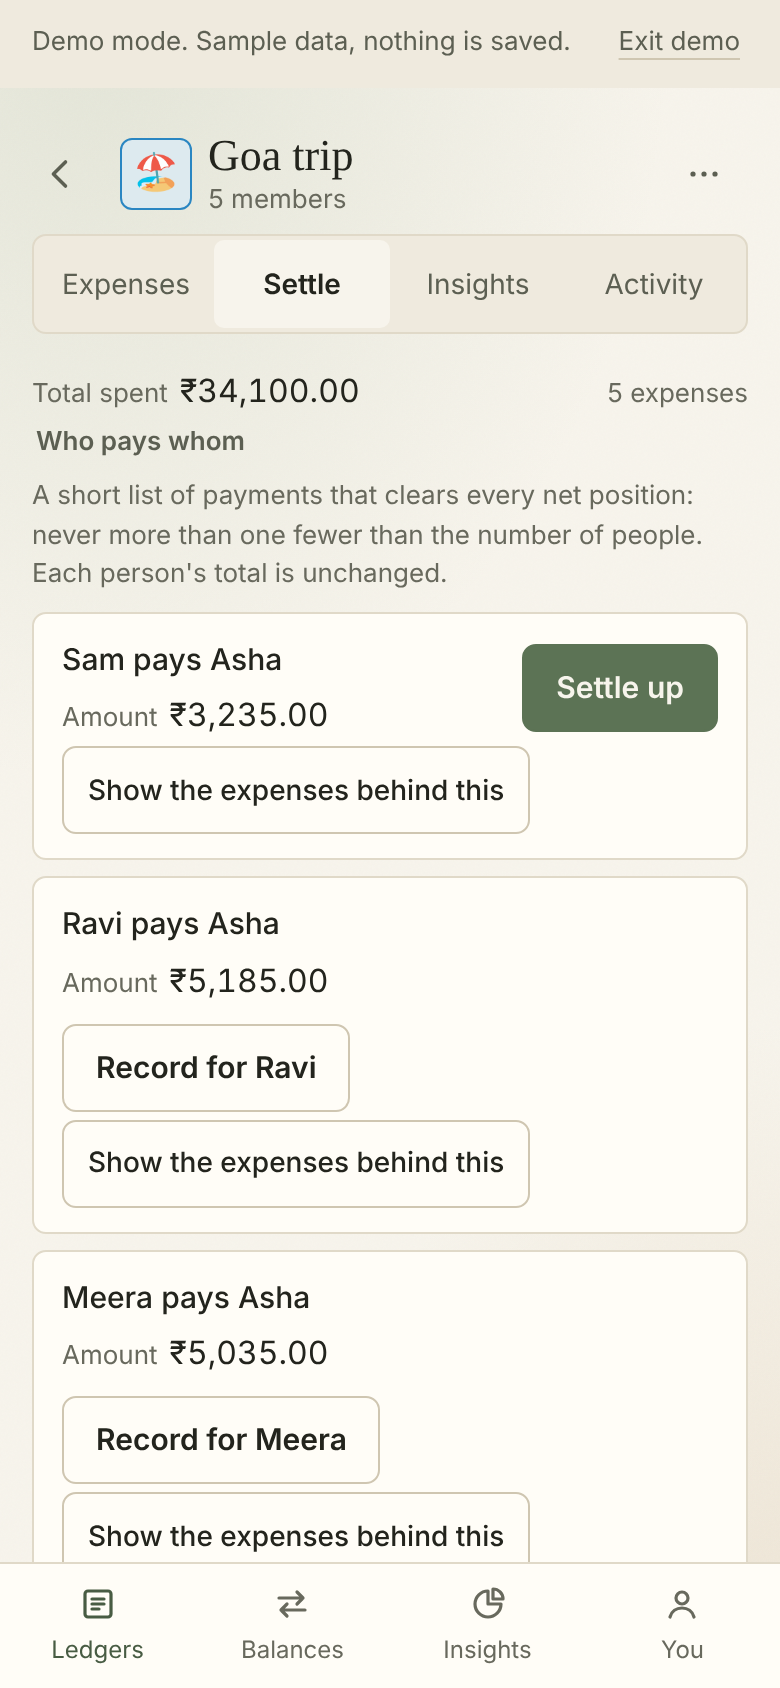 Demo mode. Sample data, nothing is saved. Exit demo
Goa trip
5 members
Expenses Settle Insights Activity
Total spent ₹34,100.00 5 expenses
Who pays whom
A short list of payments that clears every net position:
never more than one fewer than the number of people.
Each person's total is unchanged.
Sam pays Asha
Amount ₹3,235.00
Settle up
Show the expenses behind this
Ravi pays Asha
Amount ₹5,185.00
Record for Ravi
Show the expenses behind this
Meera pays Asha
Amount ₹5,035.00
Record for Meera
Show the expenses behind this
Ledgers Balances Insights You